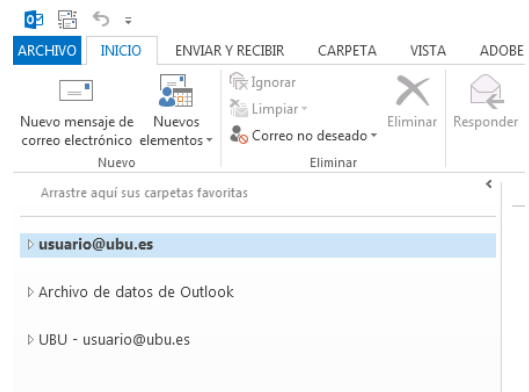 ARCHIVO INICIO ENVIAR Y RECIBIR CARPETA VISTA ADOBE
Nuevo mensaje de correo electrónico
Nuevos elementos
Nuevo
Ignorar
Limpiar
Correo no deseado
Eliminar
Eliminar
Responder
Arrastre aquí sus carpetas favoritas
usuario@ubu.es
Archivo de datos de Outlook
UBU - usuario@ubu.es